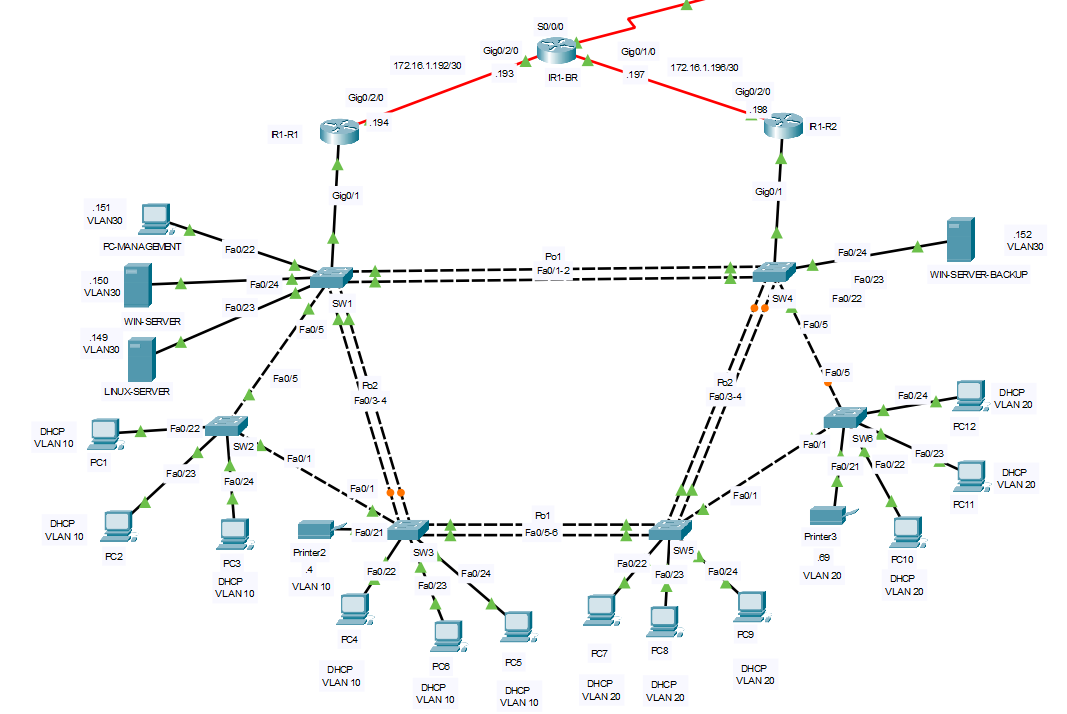 S0/0/0
Gig0/2/0
Gig0/1/0
IR1-BR
172.16.1.192/30
.193
.197
172.16.1.196/30
Gig0/2/0
.194
IR1-R1
Gig0/2/0
.198
IR1-R2
Gig0/1
Gig0/1
.151
VLAN30
PC-MANAGEMENT
Fa0/22
.150
VLAN30
WIN-SERVER
Fa0/24
.149
VLAN30
LINUX-SERVER
Fa0/23
SW1
Po1
Fa0/1-2
SW4
Fa0/24
Fa0/23
Fa0/22
WIN-SERVER-BACKUP
.152
VLAN30
Fa0/5
Fa0/5
Fa0/5
Fa0/5
Po2
Fa0/3-4
Po2
Fa0/3-4
DHCP
VLAN 10
PC1
Fa0/22
SW2
Fa0/23
Fa0/24
Fa0/1
Fa0/1
DHCP
VLAN 10
PC2
PC3
DHCP
VLAN 10
Printer2
.4
VLAN 10
Fa0/21
SW3
Fa0/22
Fa0/23
Fa0/24
PC4
DHCP
VLAN 10
PC6
DHCP
VLAN 10
PC5
DHCP
VLAN 10
Po1
Fa0/5-6
SW5
Fa0/22
Fa0/23
Fa0/24
Fa0/1
Fa0/1
PC7
DHCP
VLAN 20
PC8
DHCP
VLAN 20
PC9
DHCP
VLAN 20
SW6
Fa0/24
PC12
DHCP
VLAN 20
Fa0/23
PC11
DHCP
VLAN 20
Fa0/22
PC10
DHCP
VLAN 20
Fa0/21
Printer3
.69
VLAN 20